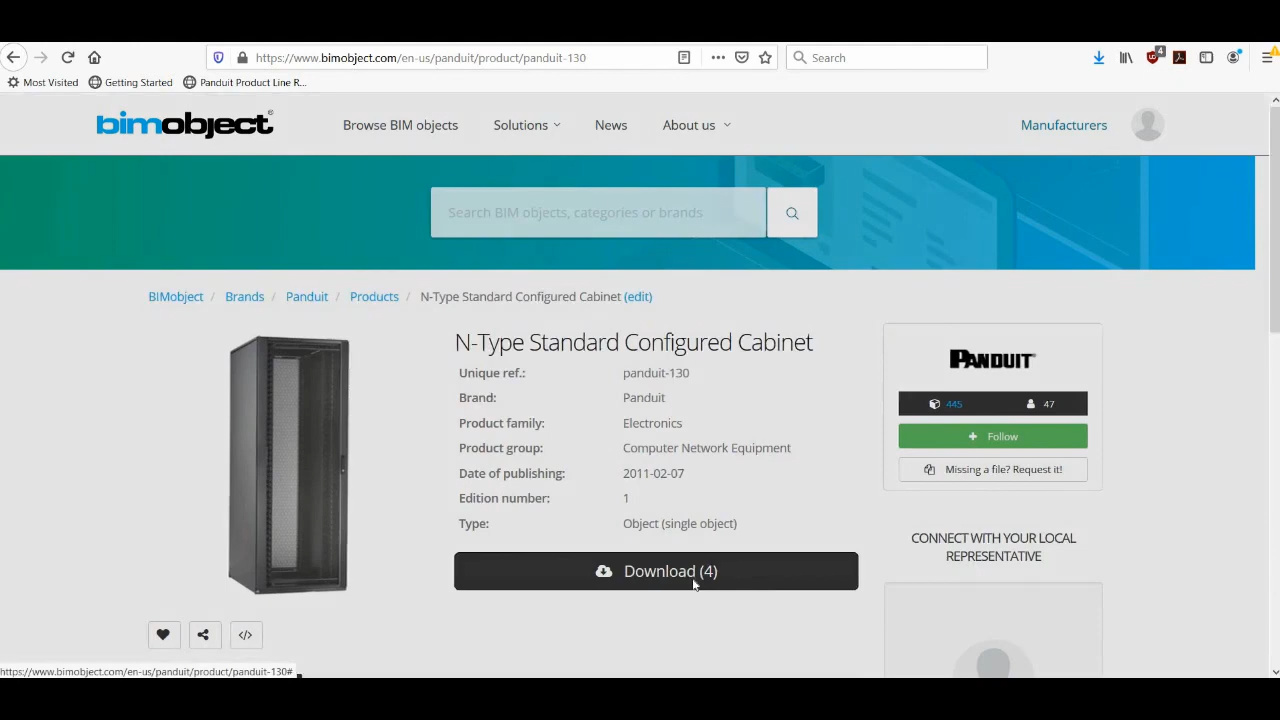 https://www.bimobject.com/en-us/panduit/product/panduit-130
Search
4
Most Visited
Getting Started
Panduit Product Line R...
bimobject®
Browse BIM objects
Solutions
News
About us
Manufacturers
Search BIM objects, categories or brands
BIMobject / Brands / Panduit / Products / N-Type Standard Configured Cabinet (edit)
N-Type Standard Configured Cabinet
Unique ref.: panduit-130
Brand: Panduit
Product family: Electronics
Product group: Computer Network Equipment
Date of publishing: 2011-02-07
Edition number: 1
Type: Object (single object)
Download (4)
PANDUIT
445 47
+ Follow
Missing a file? Request it!
CONNECT WITH YOUR LOCAL
REPRESENTATIVE
</>
https://www.bimobject.com/en-us/panduit/product/panduit-130#